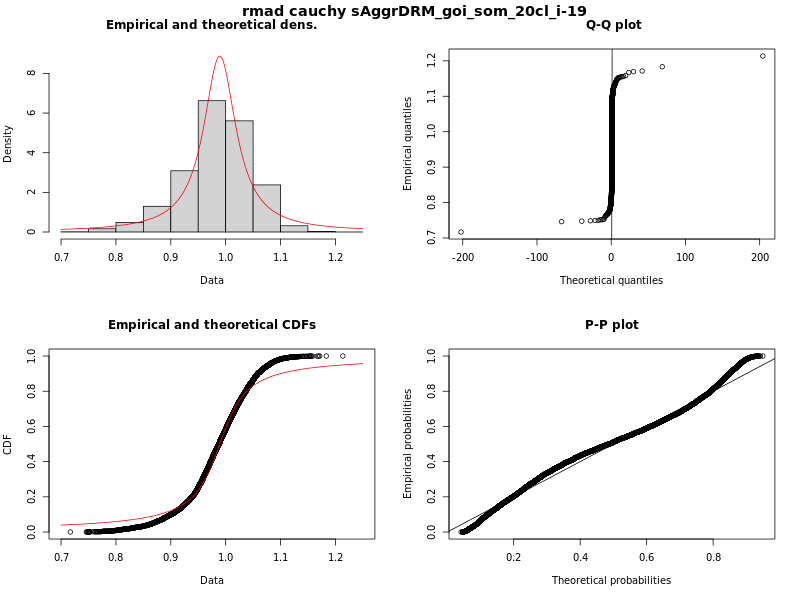 rmad cauchy sAggrDRM_goi_som_20cl_i-19
Empirical and theoretical dens.
Density
0 2 4 6 8
0.7 0.8 0.9 1.0 1.1 1.2
Data
Q-Q plot
Empirical quantiles
0.7 0.8 0.9 1.0 1.1 1.2
-200 -100 0 100 200
Theoretical quantiles
Empirical and theoretical CDFs
CDF
0.0 0.2 0.4 0.6 0.8 1.0
0.7 0.8 0.9 1.0 1.1 1.2
Data
P-P plot
Empirical probabilities
0.0 0.2 0.4 0.6 0.8 1.0
0.2 0.4 0.6 0.8
Theoretical probabilities